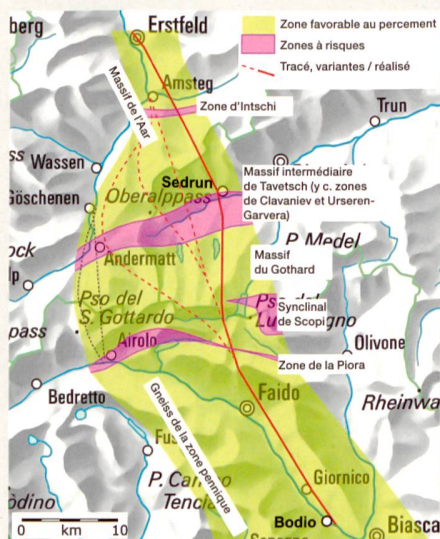 berg
Erstfeld
Zone favorable au percement
Zones à risques
Tracé, variantes / réalisé
Massif de l'Aar
Amsteg
Zone d'Intschi
Trun
Wassen
Sedrun
Massif intermédiaire
de Tavetsch (y c. zones
de Clavaniev et Urseren-
Garvera)
Oberalppass
Göschenen
Andermatt
P. Medel
Massif
du Gothard
Pso del
S. Gottardo
Synclinal
de Scopi
Airolo
Olivone
Zone de la Piora
Bedretto
Faido
Rheinwa
Gneiss de la zone pennique
P. Ca
Tencia
Giornico
Bodio
Biasca
0 km 10